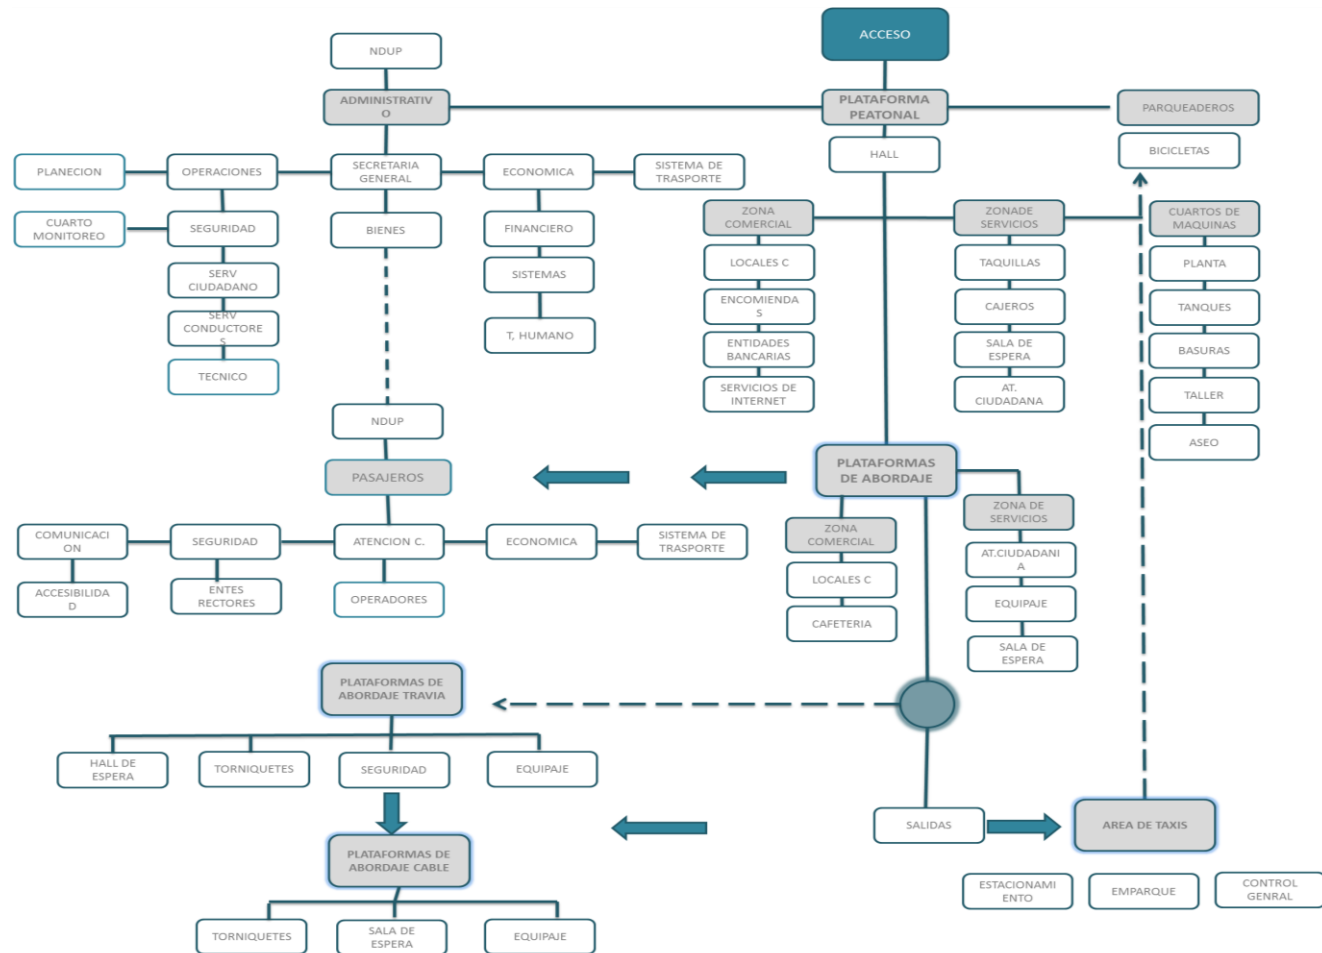 ACCESO
NDUP
ADMINISTRATIV
O
PLATAFORMA
PEATONAL
PARQUEADEROS
HALL
BICICLETAS
PLANECION
OPERACIONES
SECRETARIA
GENERAL
ECONOMICA
SISTEMA DE
TRASPORTE
CUARTO
MONITOREO
SEGURIDAD
BIENES
FINANCIERO
ZONA
COMERCIAL
ZONADE
SERVICIOS
CUARTOS DE
MAQUINAS
SERV
CIUDADANO
SISTEMAS
LOCALES C
TAQUILLAS
PLANTA
SERV
CONDUCTORE
S
T, HUMANO
ENCOMIENDA
S
CAJEROS
TANQUES
TECNICO
ENTIDADES
BANCARIAS
SALA DE
ESPERA
BASURAS
SERVICIOS DE
INTERNET
AT.
CIUDADANA
TALLER
ASEO
NDUP
PASAJEROS
PLATAFORMAS
DE ABORDAJE
COMUNICACI
ON
SEGURIDAD
ATENCION C.
ECONOMICA
SISTEMA DE
TRASPORTE
ZONA
COMERCIAL
ZONA DE
SERVICIOS
ACCESIBILIDA
D
ENTES
RECTORES
OPERADORES
LOCALES C
AT.CIUDADANI
A
CAFETERIA
EQUIPAJE
SALA DE
ESPERA
PLATAFORMAS DE
ABORDAJE TRAVIA
HALL DE
ESPERA
TORNIQUETES
SEGURIDAD
EQUIPAJE
SALIDAS
AREA DE TAXIS
PLATAFORMAS DE
ABORDAJE CABLE
ESTACIONAMI
ENTO
EMPARQUE
CONTROL
GENRAL
TORNIQUETES
SALA DE
ESPERA
EQUIPAJE